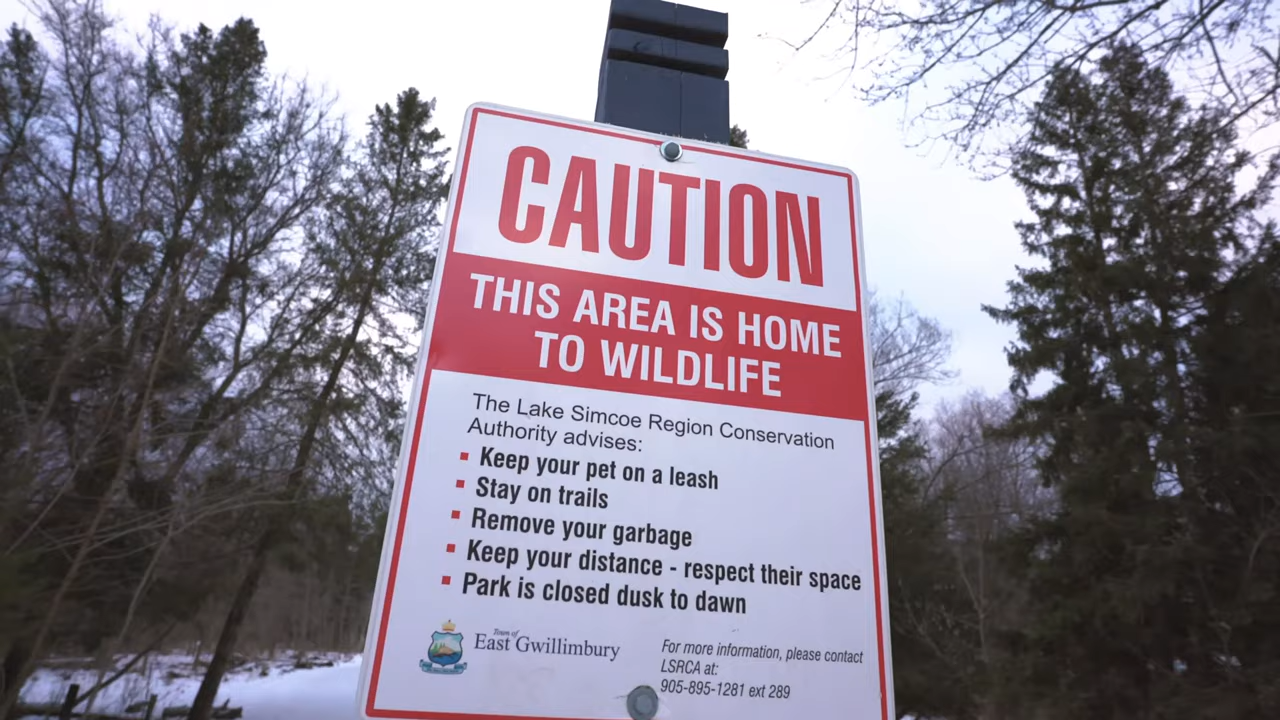 CAUTION
THIS AREA IS HOME
TO WILDLIFE
The Lake Simcoe Region Conservation
Authority advises:
Keep your pet on a leash
Stay on trails
Remove your garbage
Keep your distance - respect their space
Park is closed dusk to dawn
Town of
East Gwillimbury
For more information, please contact
LSRCA at:
905-895-1281 ext 289